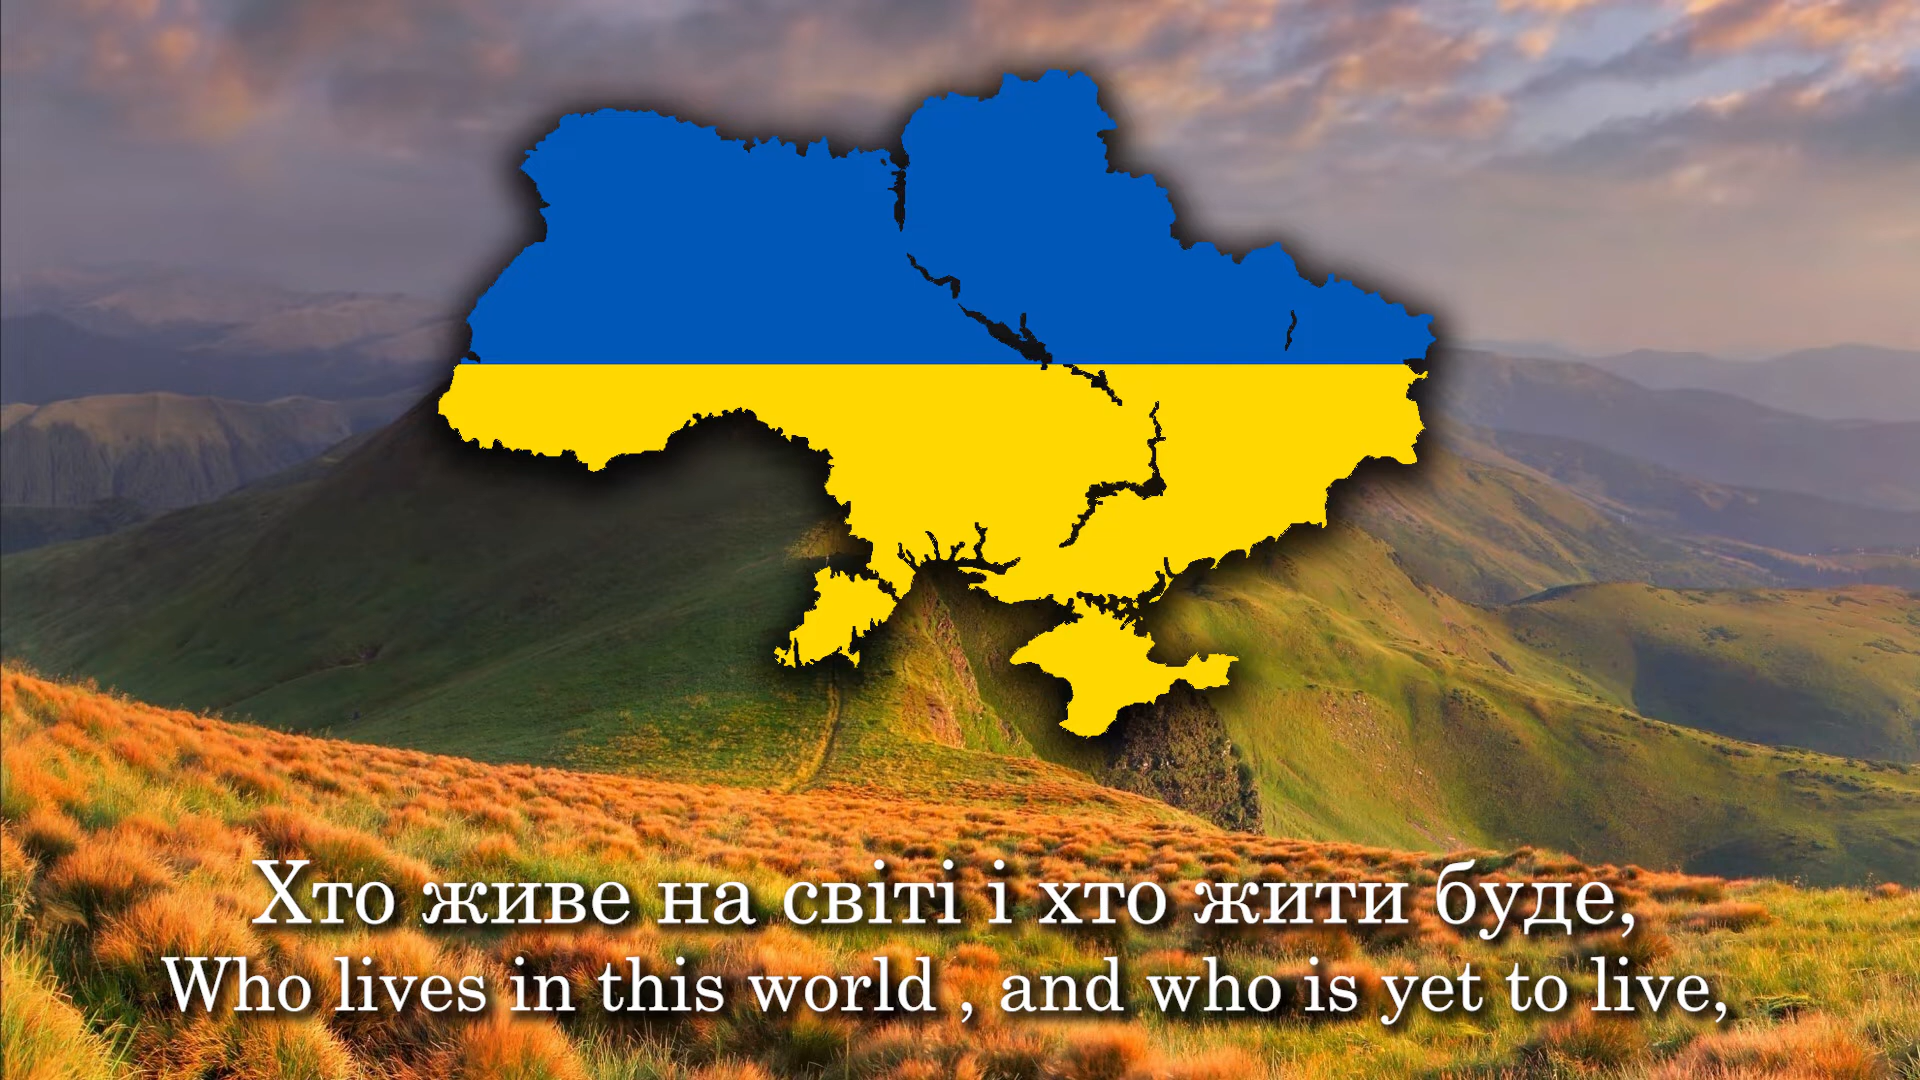 Хто живе на світі і хто жити буде,
Who lives in this world , and who is yet to live,